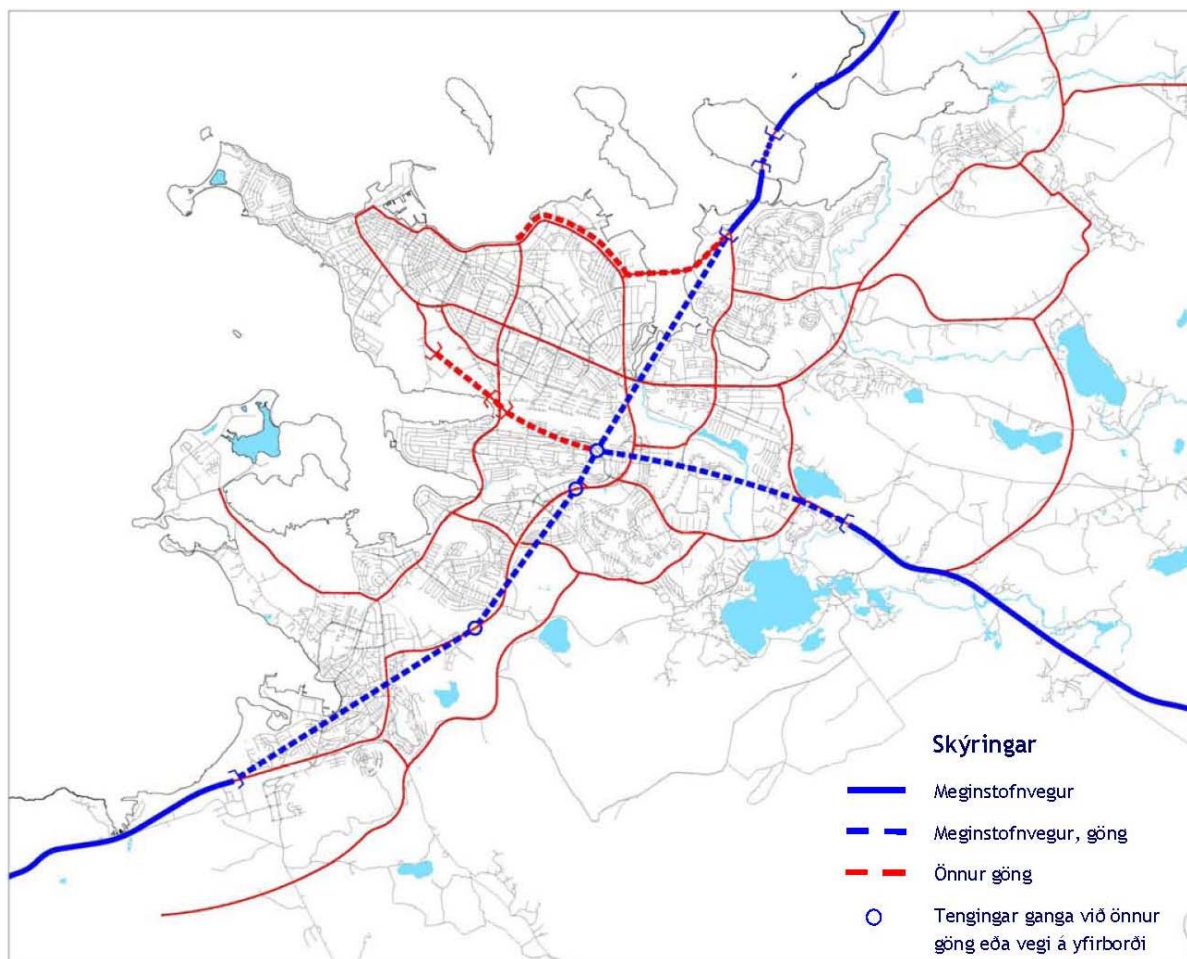 Skýringar
Meginstofnvegur
Meginstofnvegur, göng
Önnur göng
Tengingar ganga við önnur
göng eða vegi á yfirborði